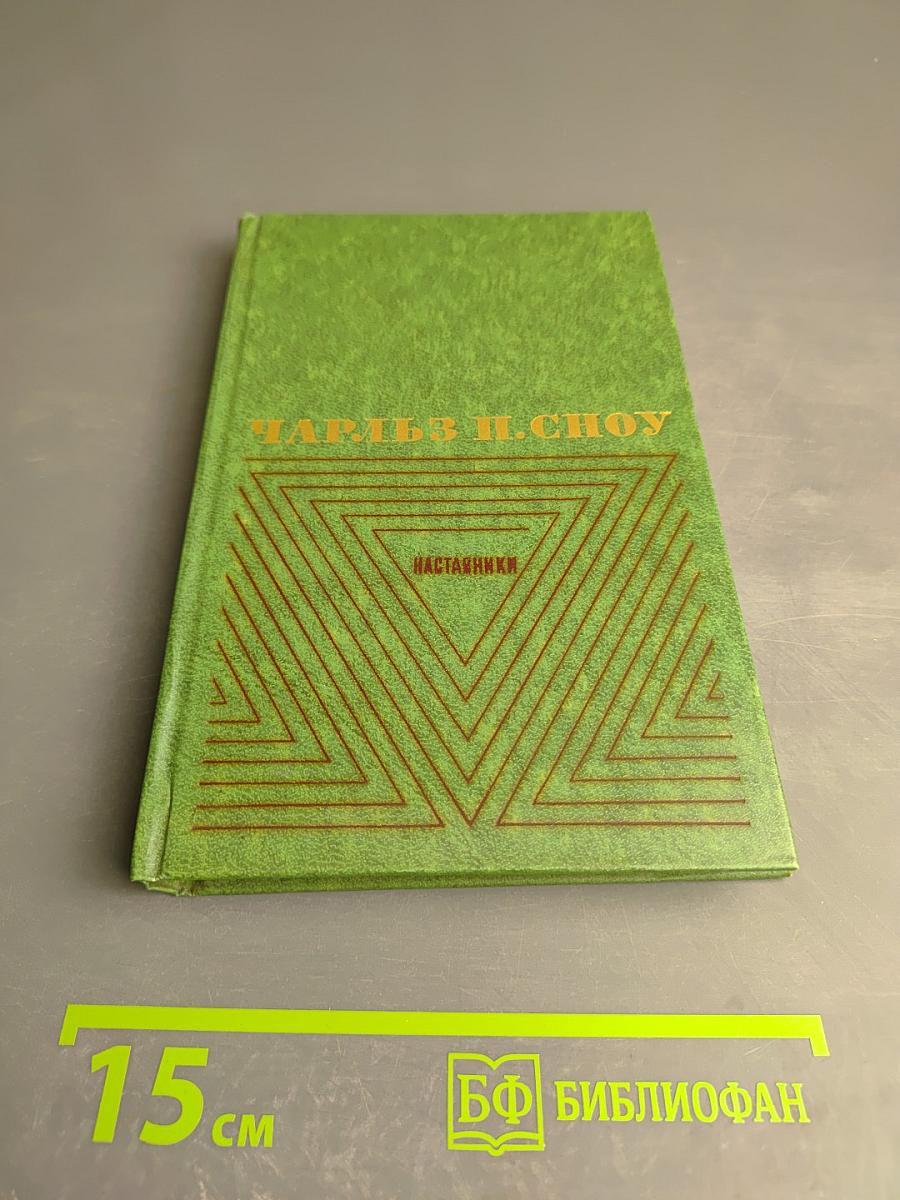 ЧАРЛЬЗ П. СНОУ
НАСТАВНИКИ
15 см
БФ БИБЛИОФАН